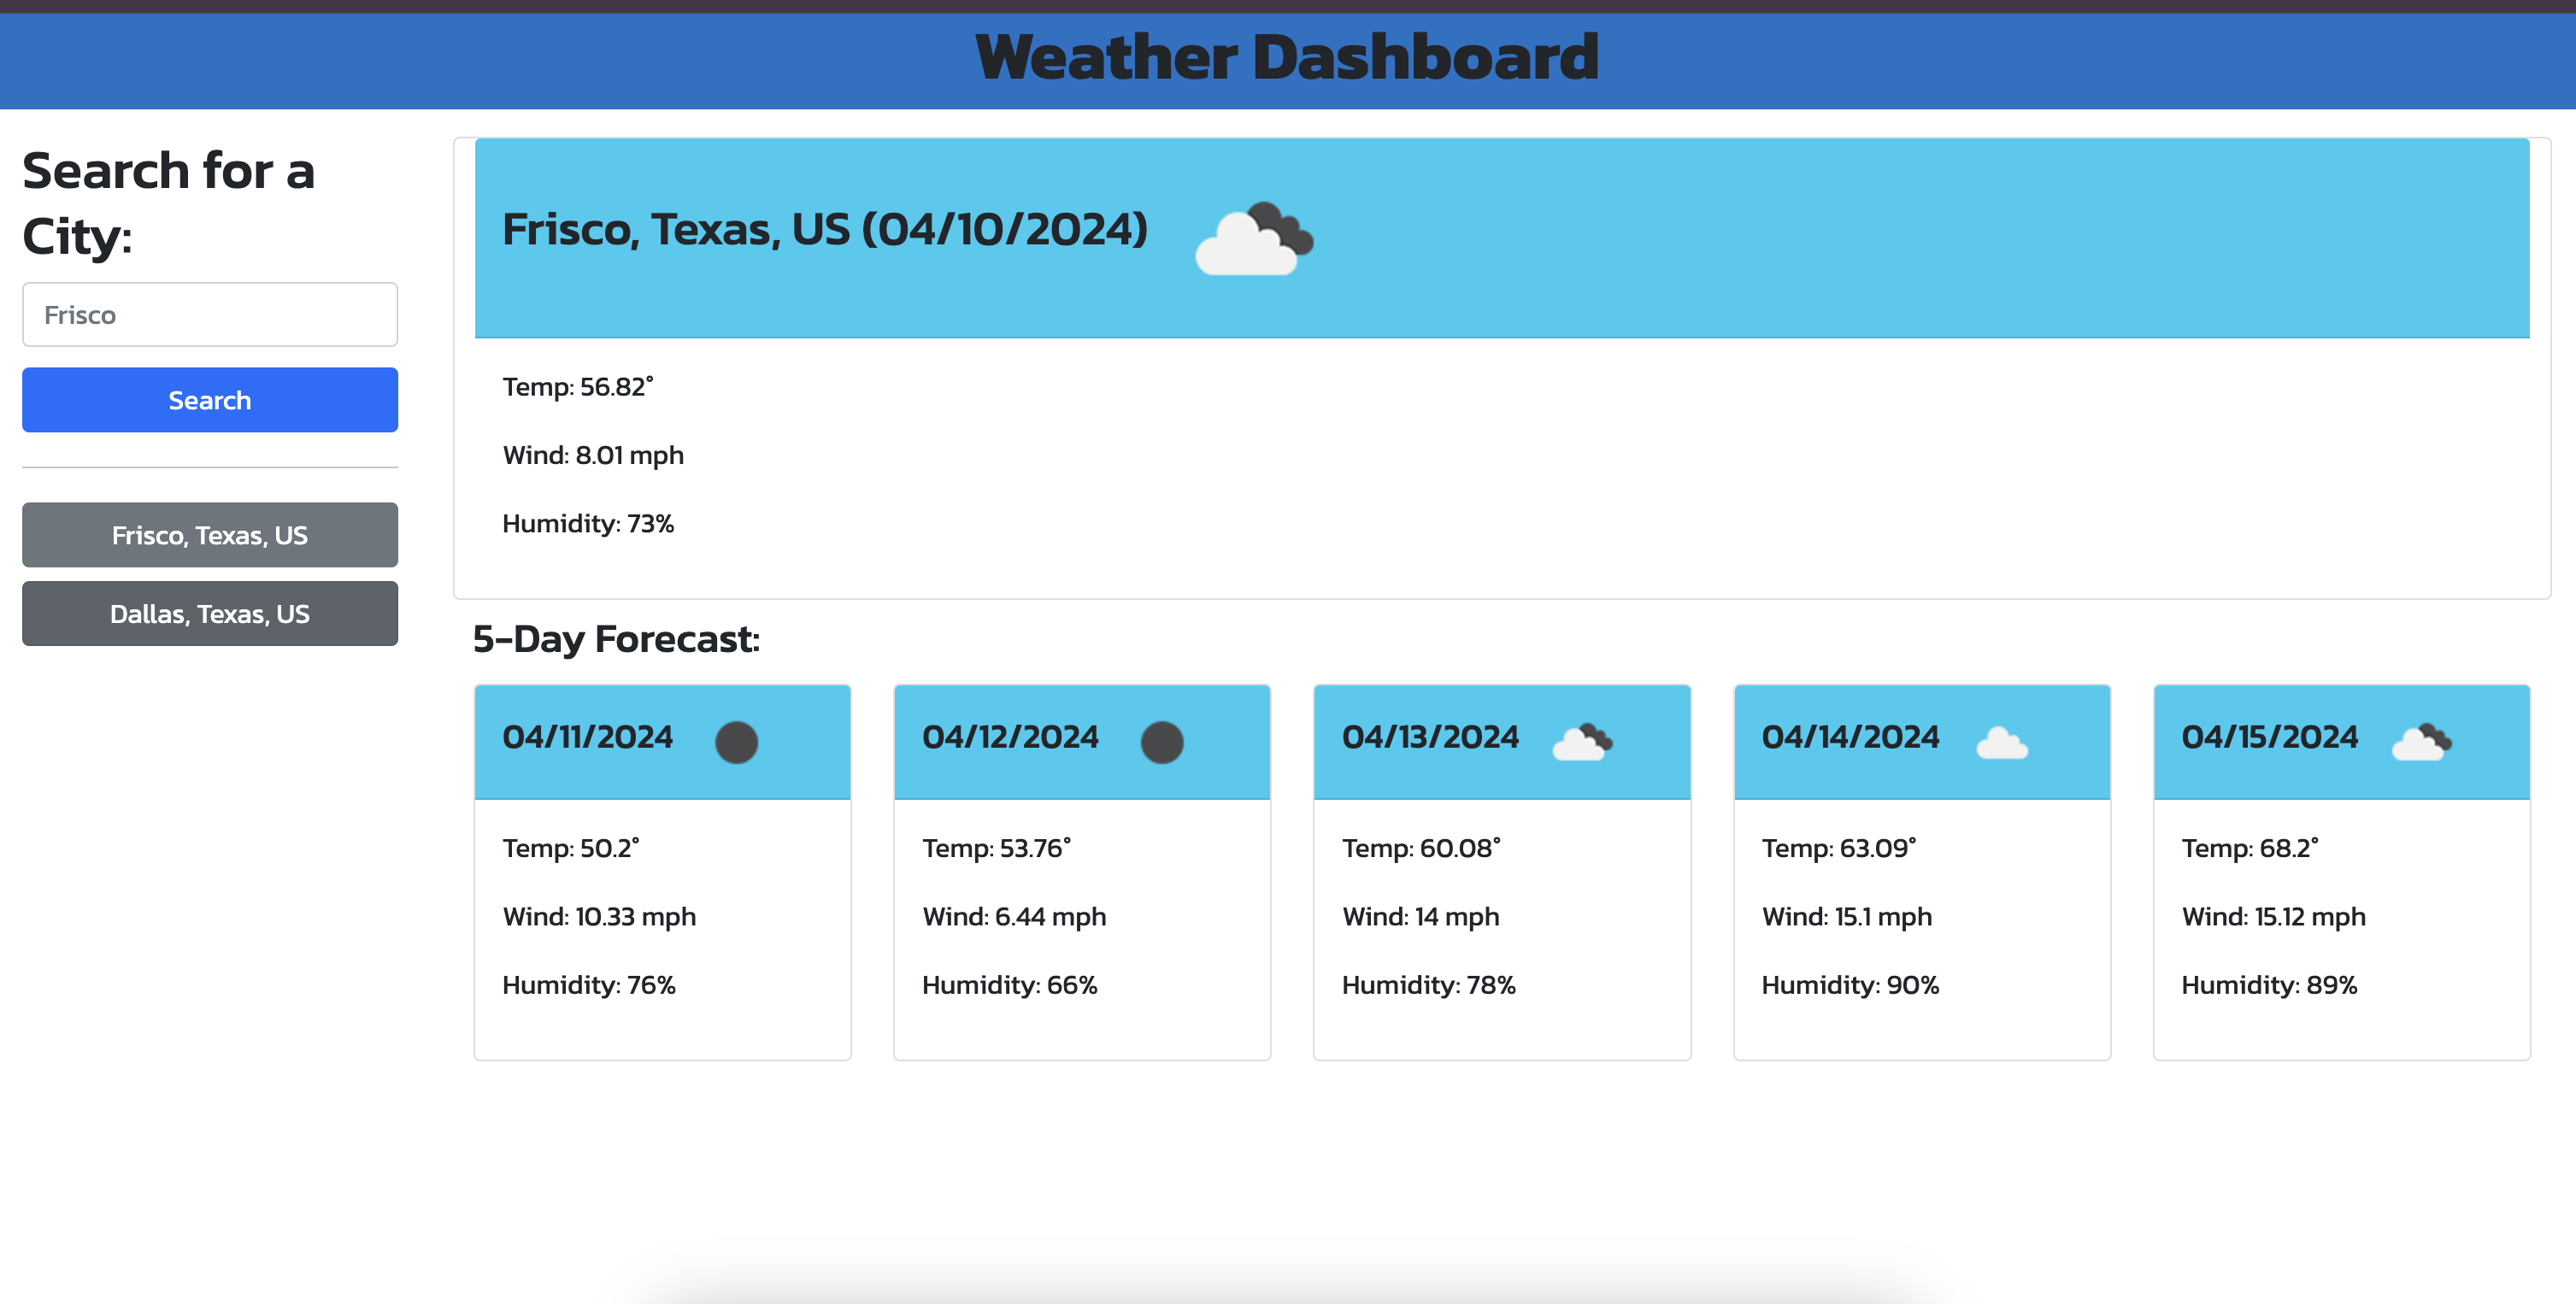 Weather Dashboard
Search for a
City:
Frisco
Search
Frisco, Texas, US
Dallas, Texas, US
Frisco, Texas, US (04/10/2024)
Temp: 56.82°
Wind: 8.01 mph
Humidity: 73%
5-Day Forecast:
04/11/2024
Temp: 50.2°
Wind: 10.33 mph
Humidity: 76%
04/12/2024
Temp: 53.76°
Wind: 6.44 mph
Humidity: 66%
04/13/2024
Temp: 60.08°
Wind: 14 mph
Humidity: 78%
04/14/2024
Temp: 63.09°
Wind: 15.1 mph
Humidity: 90%
04/15/2024
Temp: 68.2°
Wind: 15.12 mph
Humidity: 89%